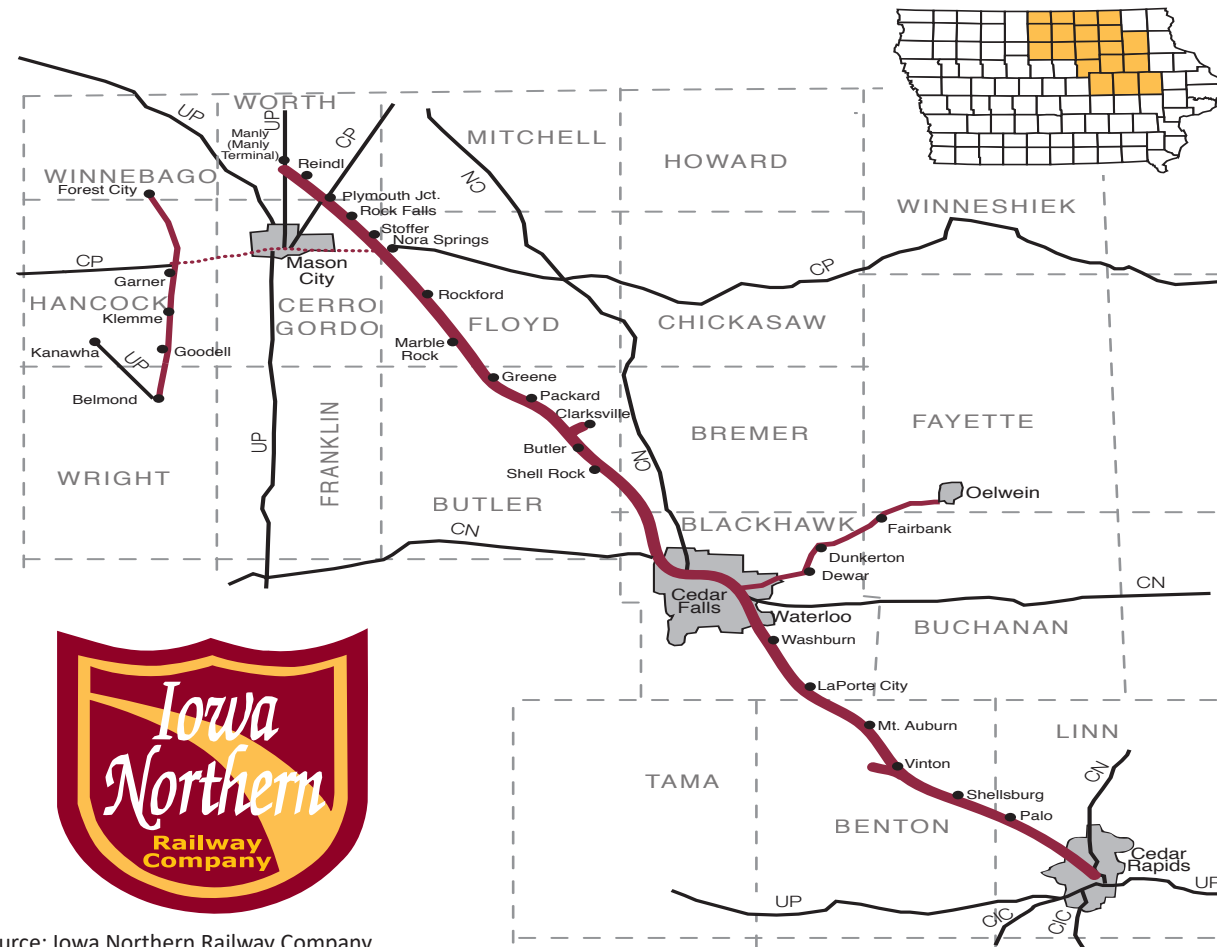 WORTH
UP
UP
Manly
(Manly
Terminal)
Reindl
CP
MITCHELL
HOWARD
WINNEBAGO
Forest City
Plymouth Jct.
Rock Falls
Stoffer
Nora Springs
CN
WINNESHIEK
CP
Garner
Mason
City
CP
HANCOCK
Klemme
CERRO
GORDO
Rockford
FLOYD
CHICKASAW
Kanawha
UP
Goodell
Marble
Rock
Belmond
Greene
Packard
Clarksville
UP
FRANKLIN
Butler
Shell Rock
CN
BREMER
FAYETTE
WRIGHT
BUTLER
Oelwein
CN
BLACKHAWK
Fairbank
Dunkerton
Dewar
CN
Cedar
Falls
Waterloo
BUCHANAN
Washburn
LaPorte City
Mt. Auburn
LINN
Vinton
CN
TAMA
Shellsburg
Palo
BENTON
Cedar
Rapids
UP
UP
CIC
CIC
Iowa
Northern
Railway
Company
urce: Iowa Northern Railway Company